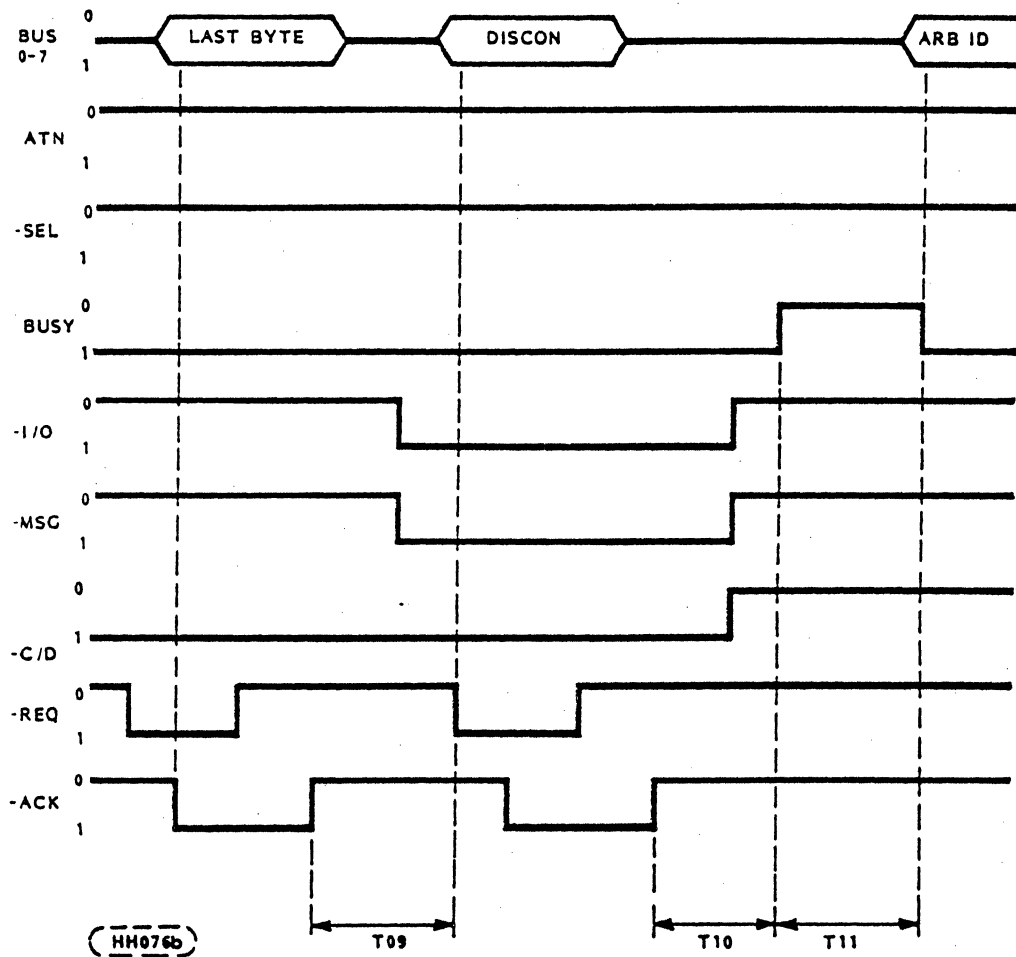 0
BUS LAST BYTE DISCON ARB ID
0-7
1
0
ATN
1
0
-SEL
1
0
BUSY
1
0
-I/O
1
0
-MSG
1
0
1
-C/D
0
-REQ
1
0
-ACK
1
T09 T10 T11
HH076b